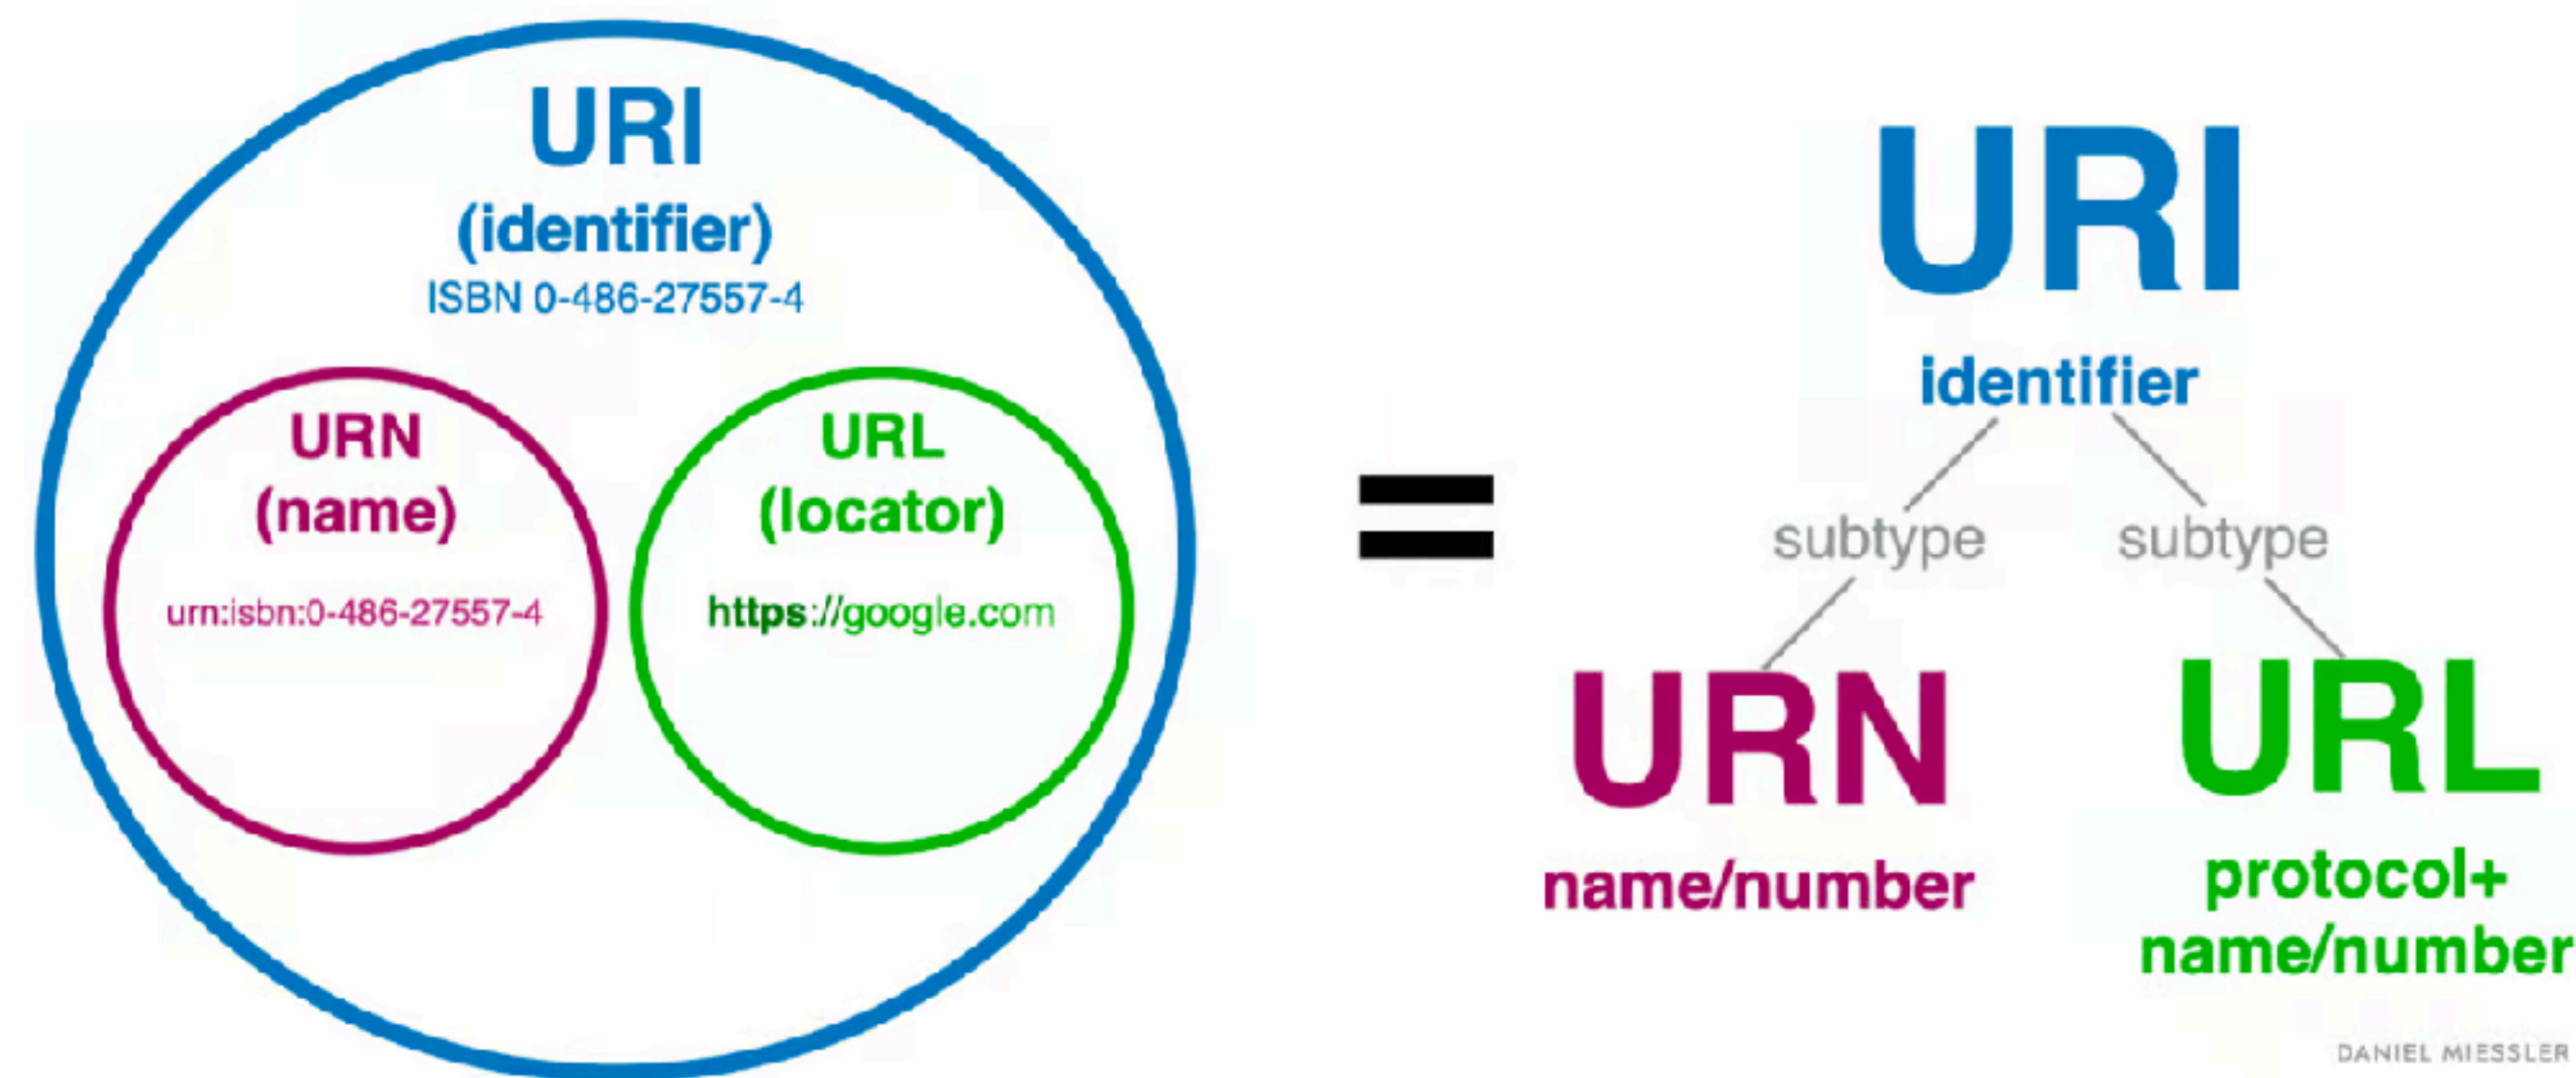 URI
(identifier)
ISBN 0-486-27557-4
URN
(name)
urn:isbn:0-486-27557-4
URL
(locator)
https://google.com
=
URI
identifier
subtype
subtype
URN
name/number
URL
protocol+
name/number
DANIEL MIESSLER